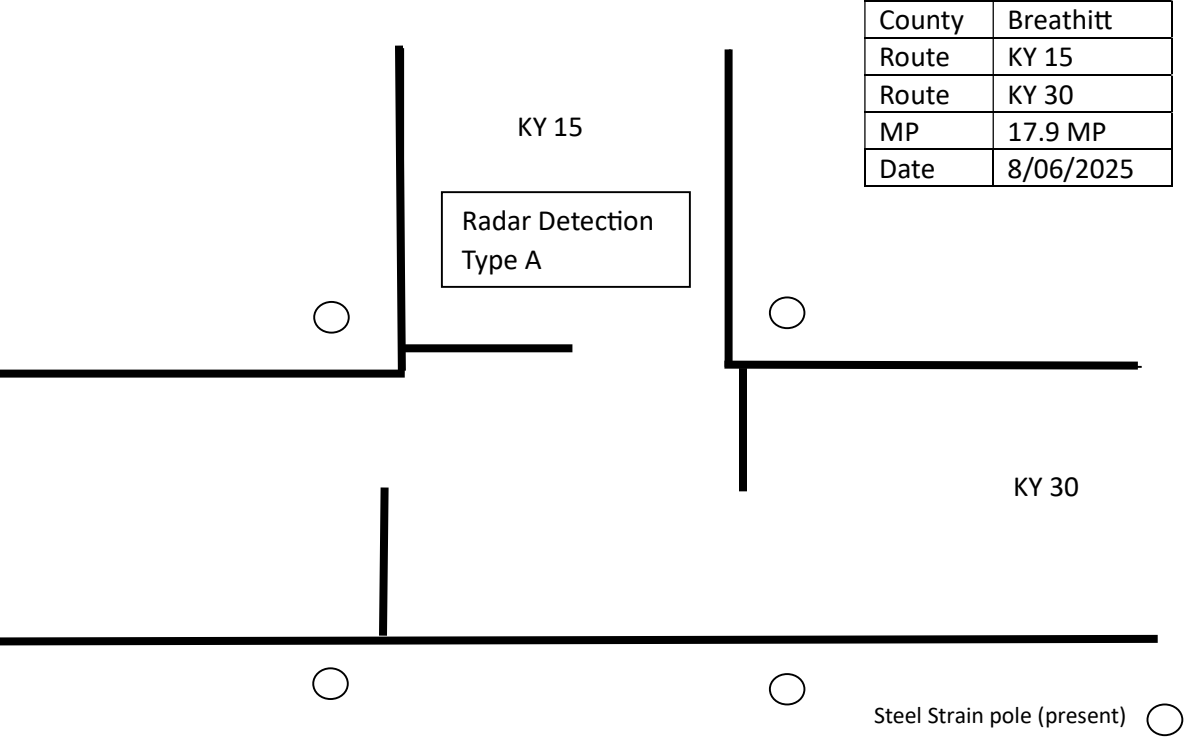 County Breathitt
Route KY 15
Route KY 30
MP 17.9 MP
Date 8/06/2025
KY 15
Radar Detection
Type A
KY 30
Steel Strain pole (present)